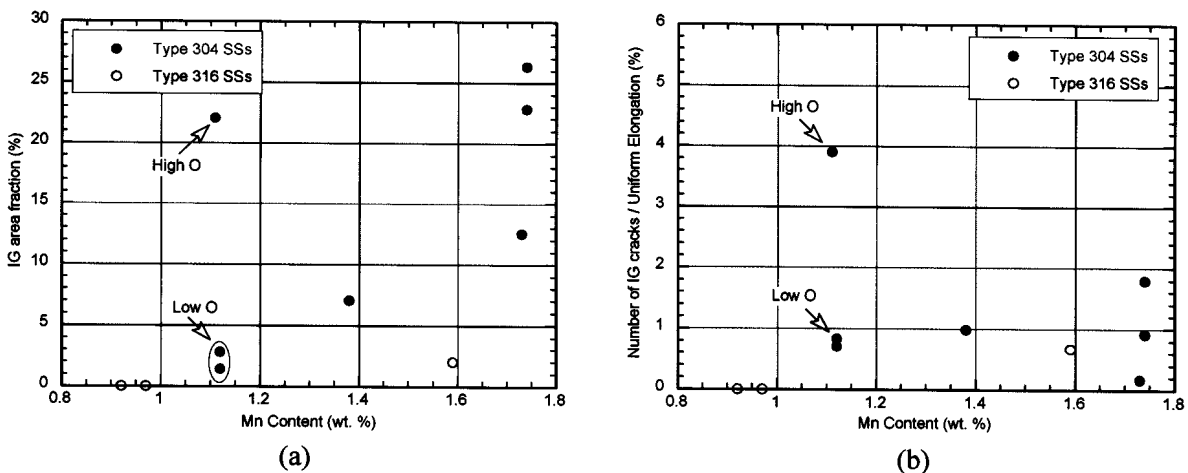 30
25
20
15
10
5
0
IG area fraction (%)
Type 304 SSs
Type 316 SSs
High O
Low O
0.8 1 1.2 1.4 1.6 1.8
Mn Content (wt. %)
(a)
6
5
4
3
2
1
0
Number of IG cracks / Uniform Elongation (%)
Type 304 SSs
Type 316 SSs
High O
Low O
0.8 1 1.2 1.4 1.6 1.8
Mn Content (wt. %)
(b)